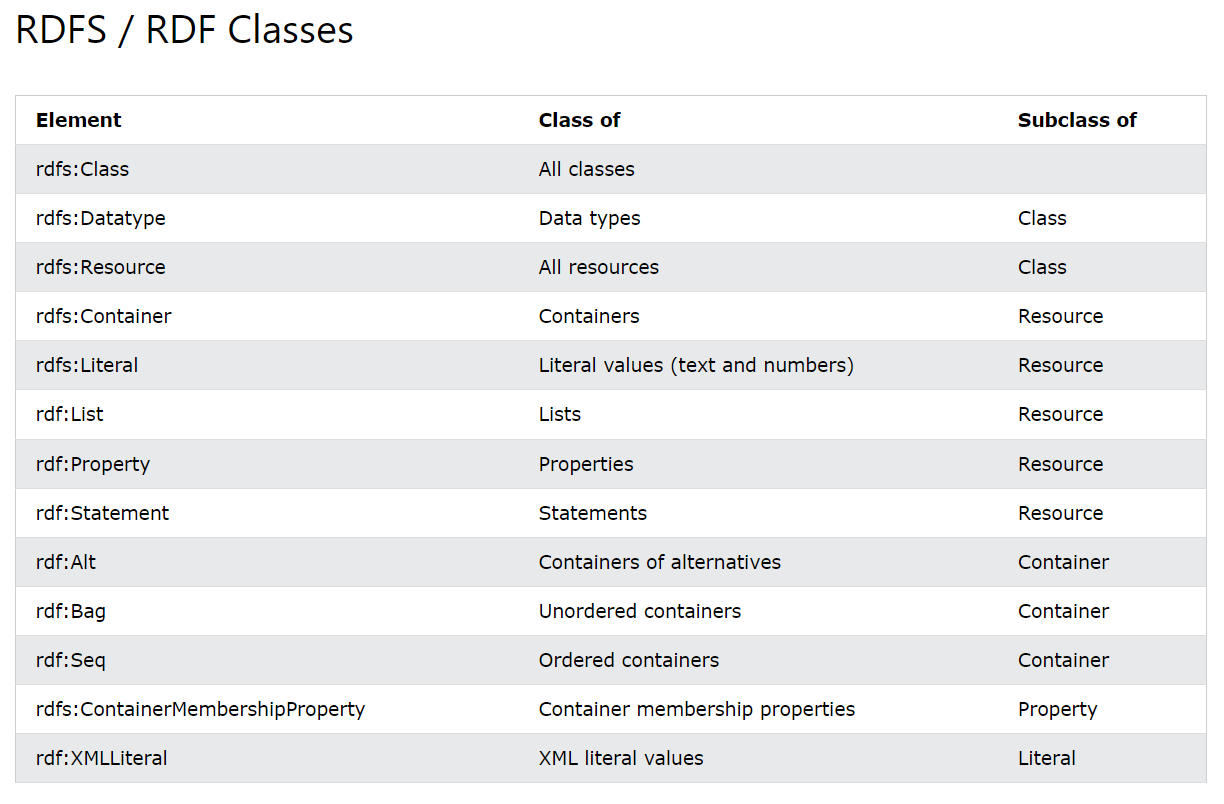 RDFS / RDF Classes
Element Class of Subclass of
rdfs:Class All classes
rdfs:Datatype Data types Class
rdfs:Resource All resources Class
rdfs:Container Containers Resource
rdfs:Literal Literal values (text and numbers) Resource
rdf:List Lists Resource
rdf:Property Properties Resource
rdf:Statement Statements Resource
rdf:Alt Containers of alternatives Container
rdf:Bag Unordered containers Container
rdf:Seq Ordered containers Container
rdfs:ContainerMembershipProperty Container membership properties Property
rdf:XMLLiteral XML literal values Literal